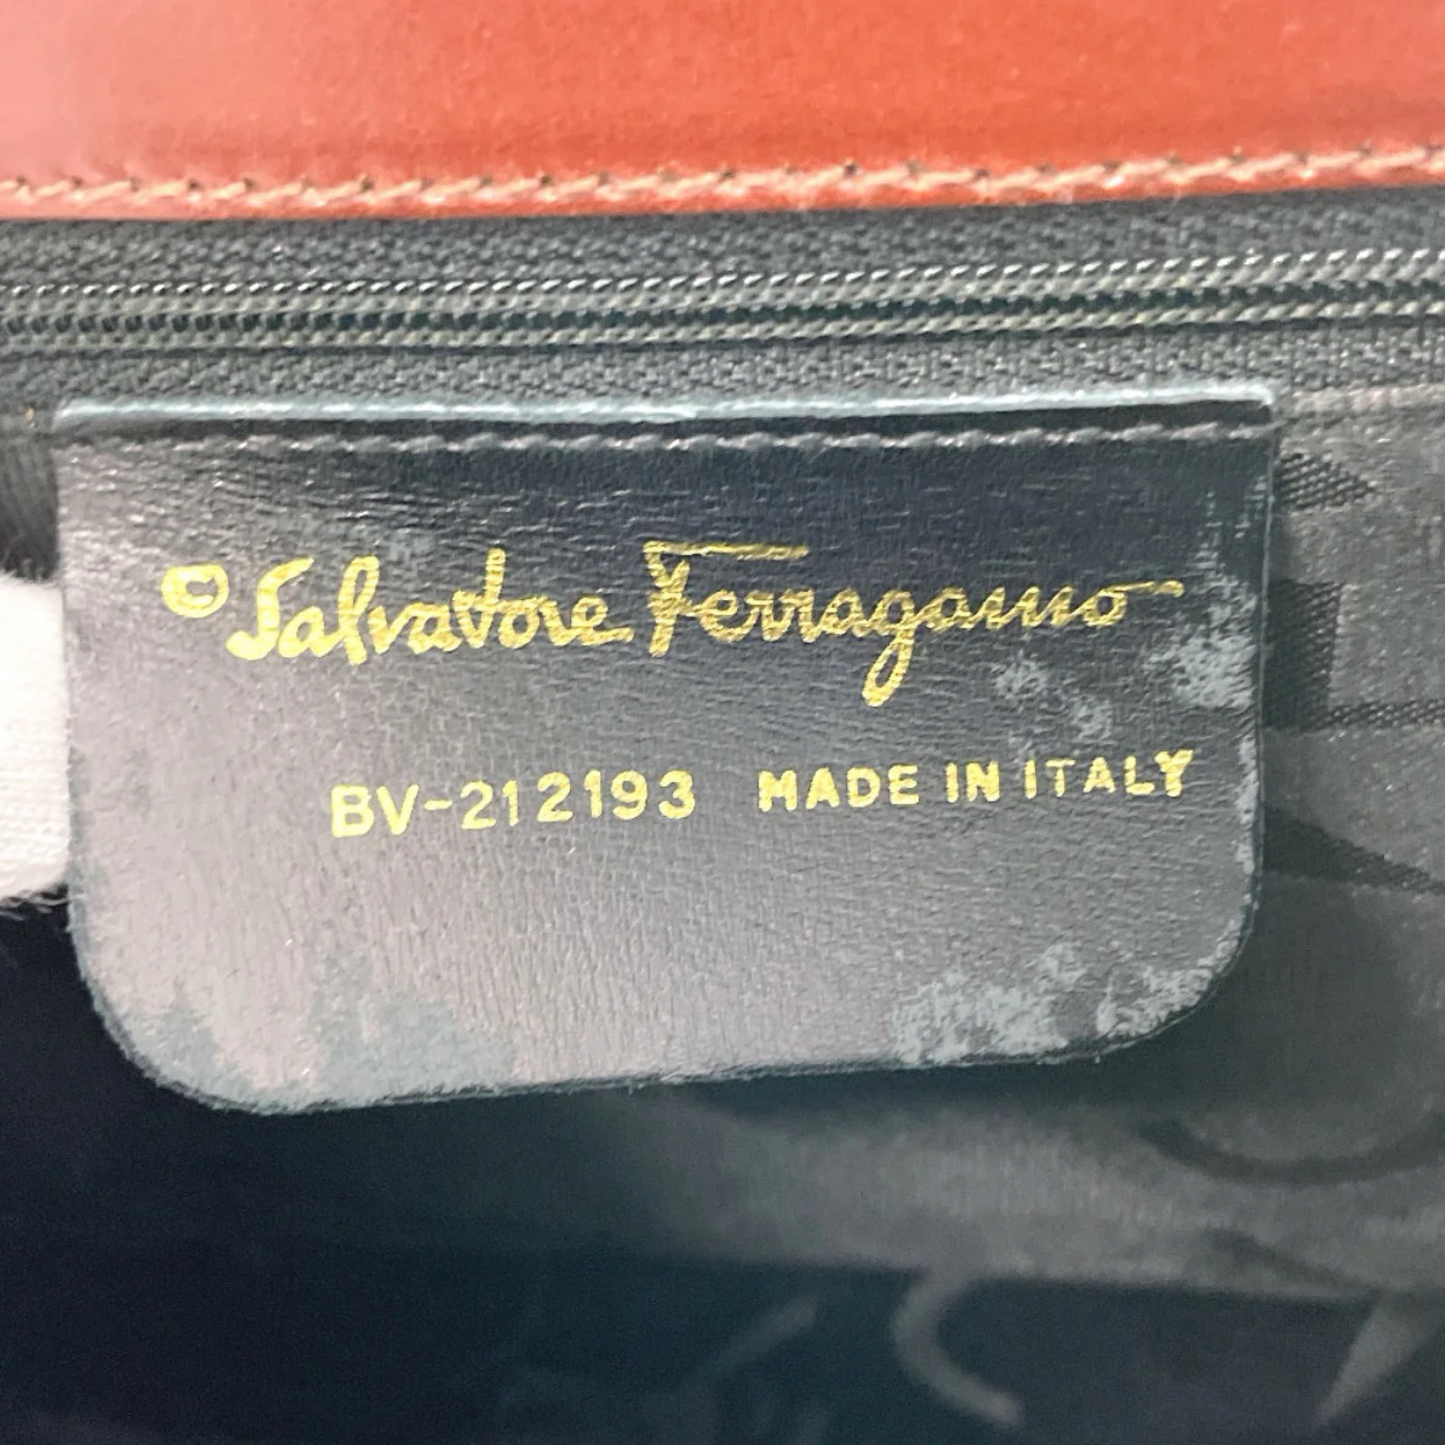 © Salvatore Ferragamo
BV-212193 MADE IN ITALY